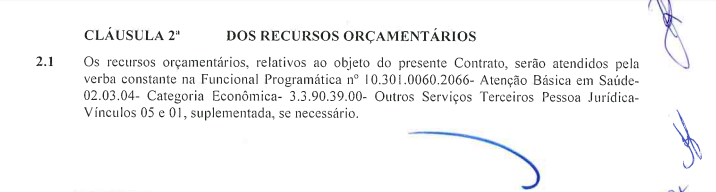 CLÁUSULA 2ª DOS RECURSOS ORÇAMENTÁRIOS
2.1 Os recursos orçamentários, relativos ao objeto do presente Contrato, serão atendidos pela
verba constante na Funcional Programática nº 10.301.0060.2066- Atenção Básica em Saúde-
02.03.04- Categoria Econômica- 3.3.90.39.00- Outros Serviços Terceiros Pessoa Jurídica-
Vínculos 05 e 01, suplementada, se necessário.